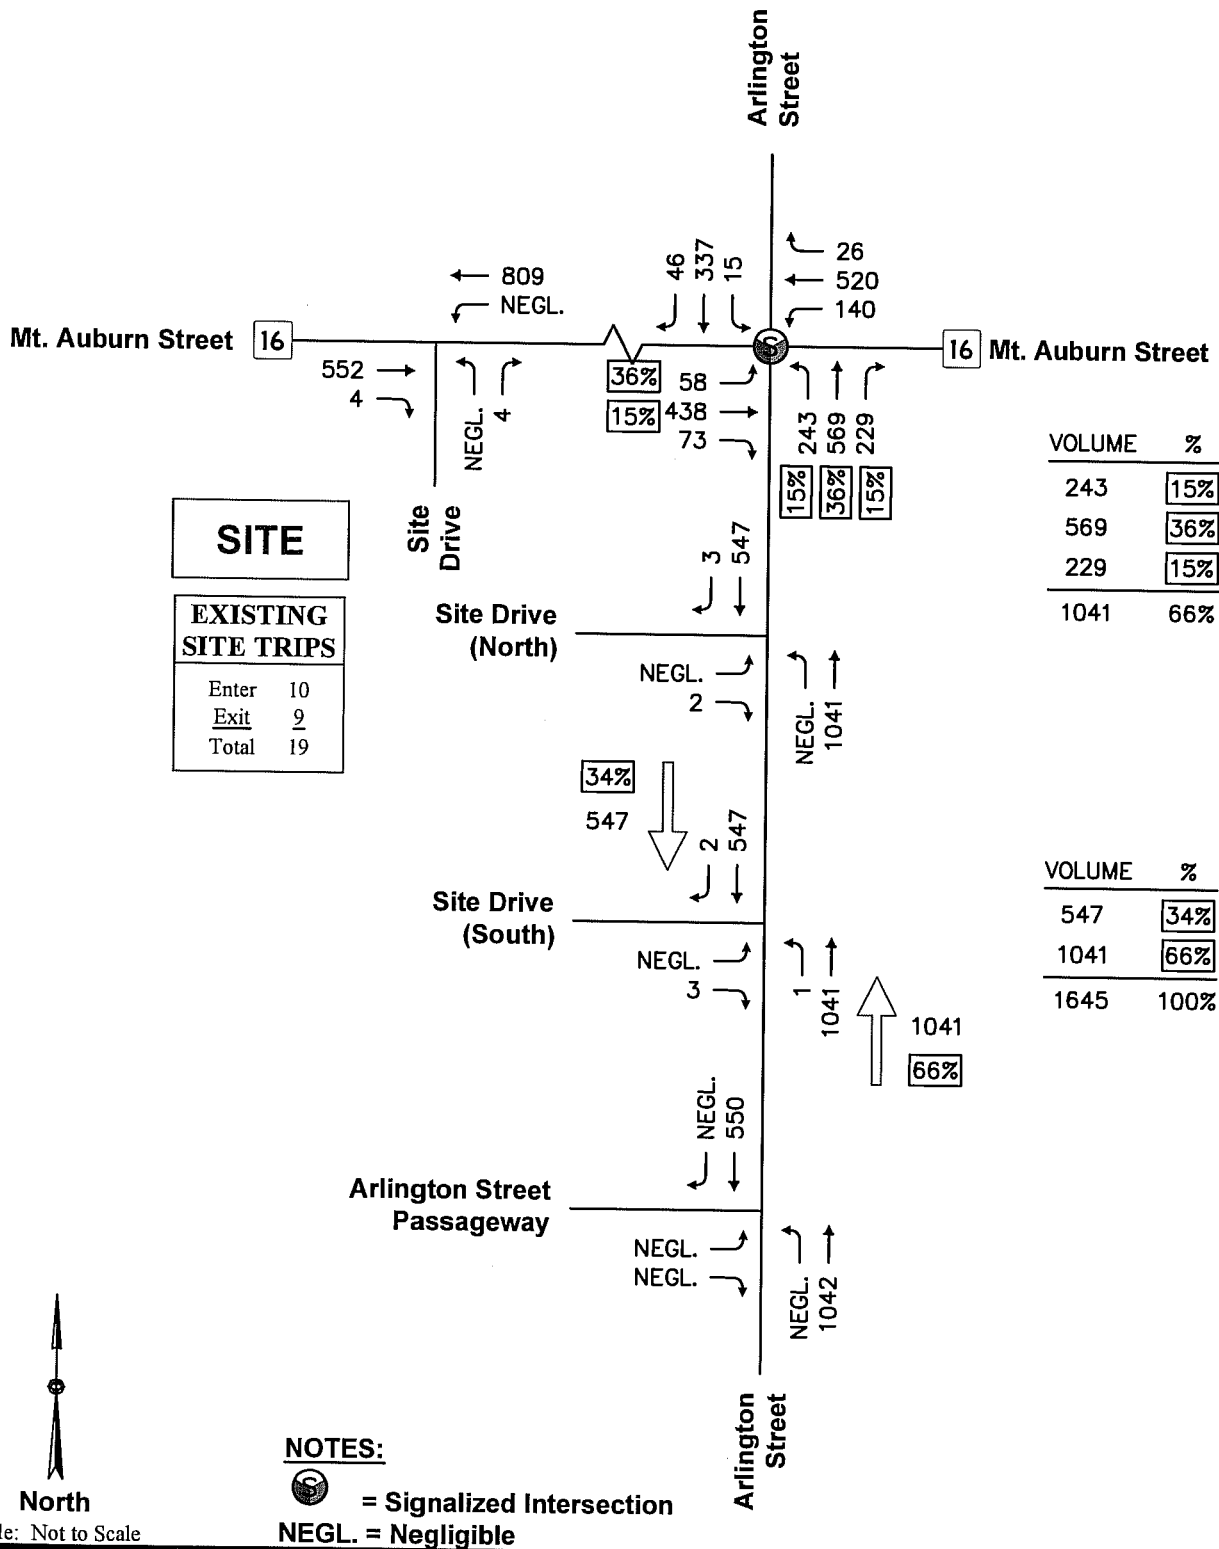 Arlington
Street
26
520
140
46
337
15
809
NEGL.
Mt. Auburn Street 16
S
16 Mt. Auburn Street
552
4
NEGL.
4
36%
15%
58
438
73
243
569
229
15%
36%
15%
VOLUME %
243 15%
569 36%
229 15%
1041 66%
SITE
Site
Drive
EXISTING
SITE TRIPS
Enter 10
Exit 9
Total 19
3
547
Site Drive
(North)
NEGL.
2
NEGL.
1041
34%
547
2
547
Site Drive
(South)
NEGL.
3
1
1041
1041
66%
VOLUME %
547 34%
1041 66%
1645 100%
NEGL.
550
Arlington Street
Passageway
NEGL.
NEGL.
NEGL.
1042
Arlington
Street
North
le: Not to Scale
NOTES:
S = Signalized Intersection
NEGL. = Negligible